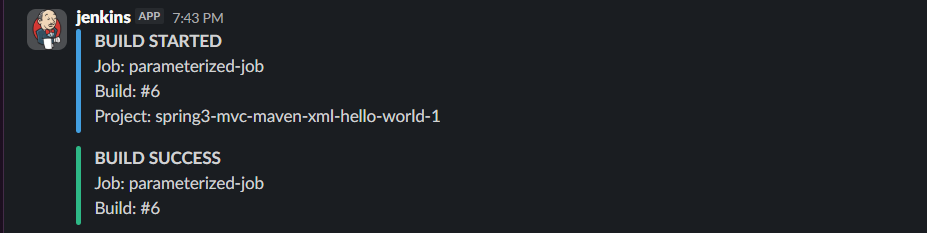 jenkins APP 7:43 PM
BUILD STARTED
Job: parameterized-job
Build: #6
Project: spring3-mvc-maven-xml-hello-world-1
BUILD SUCCESS
Job: parameterized-job
Build: #6